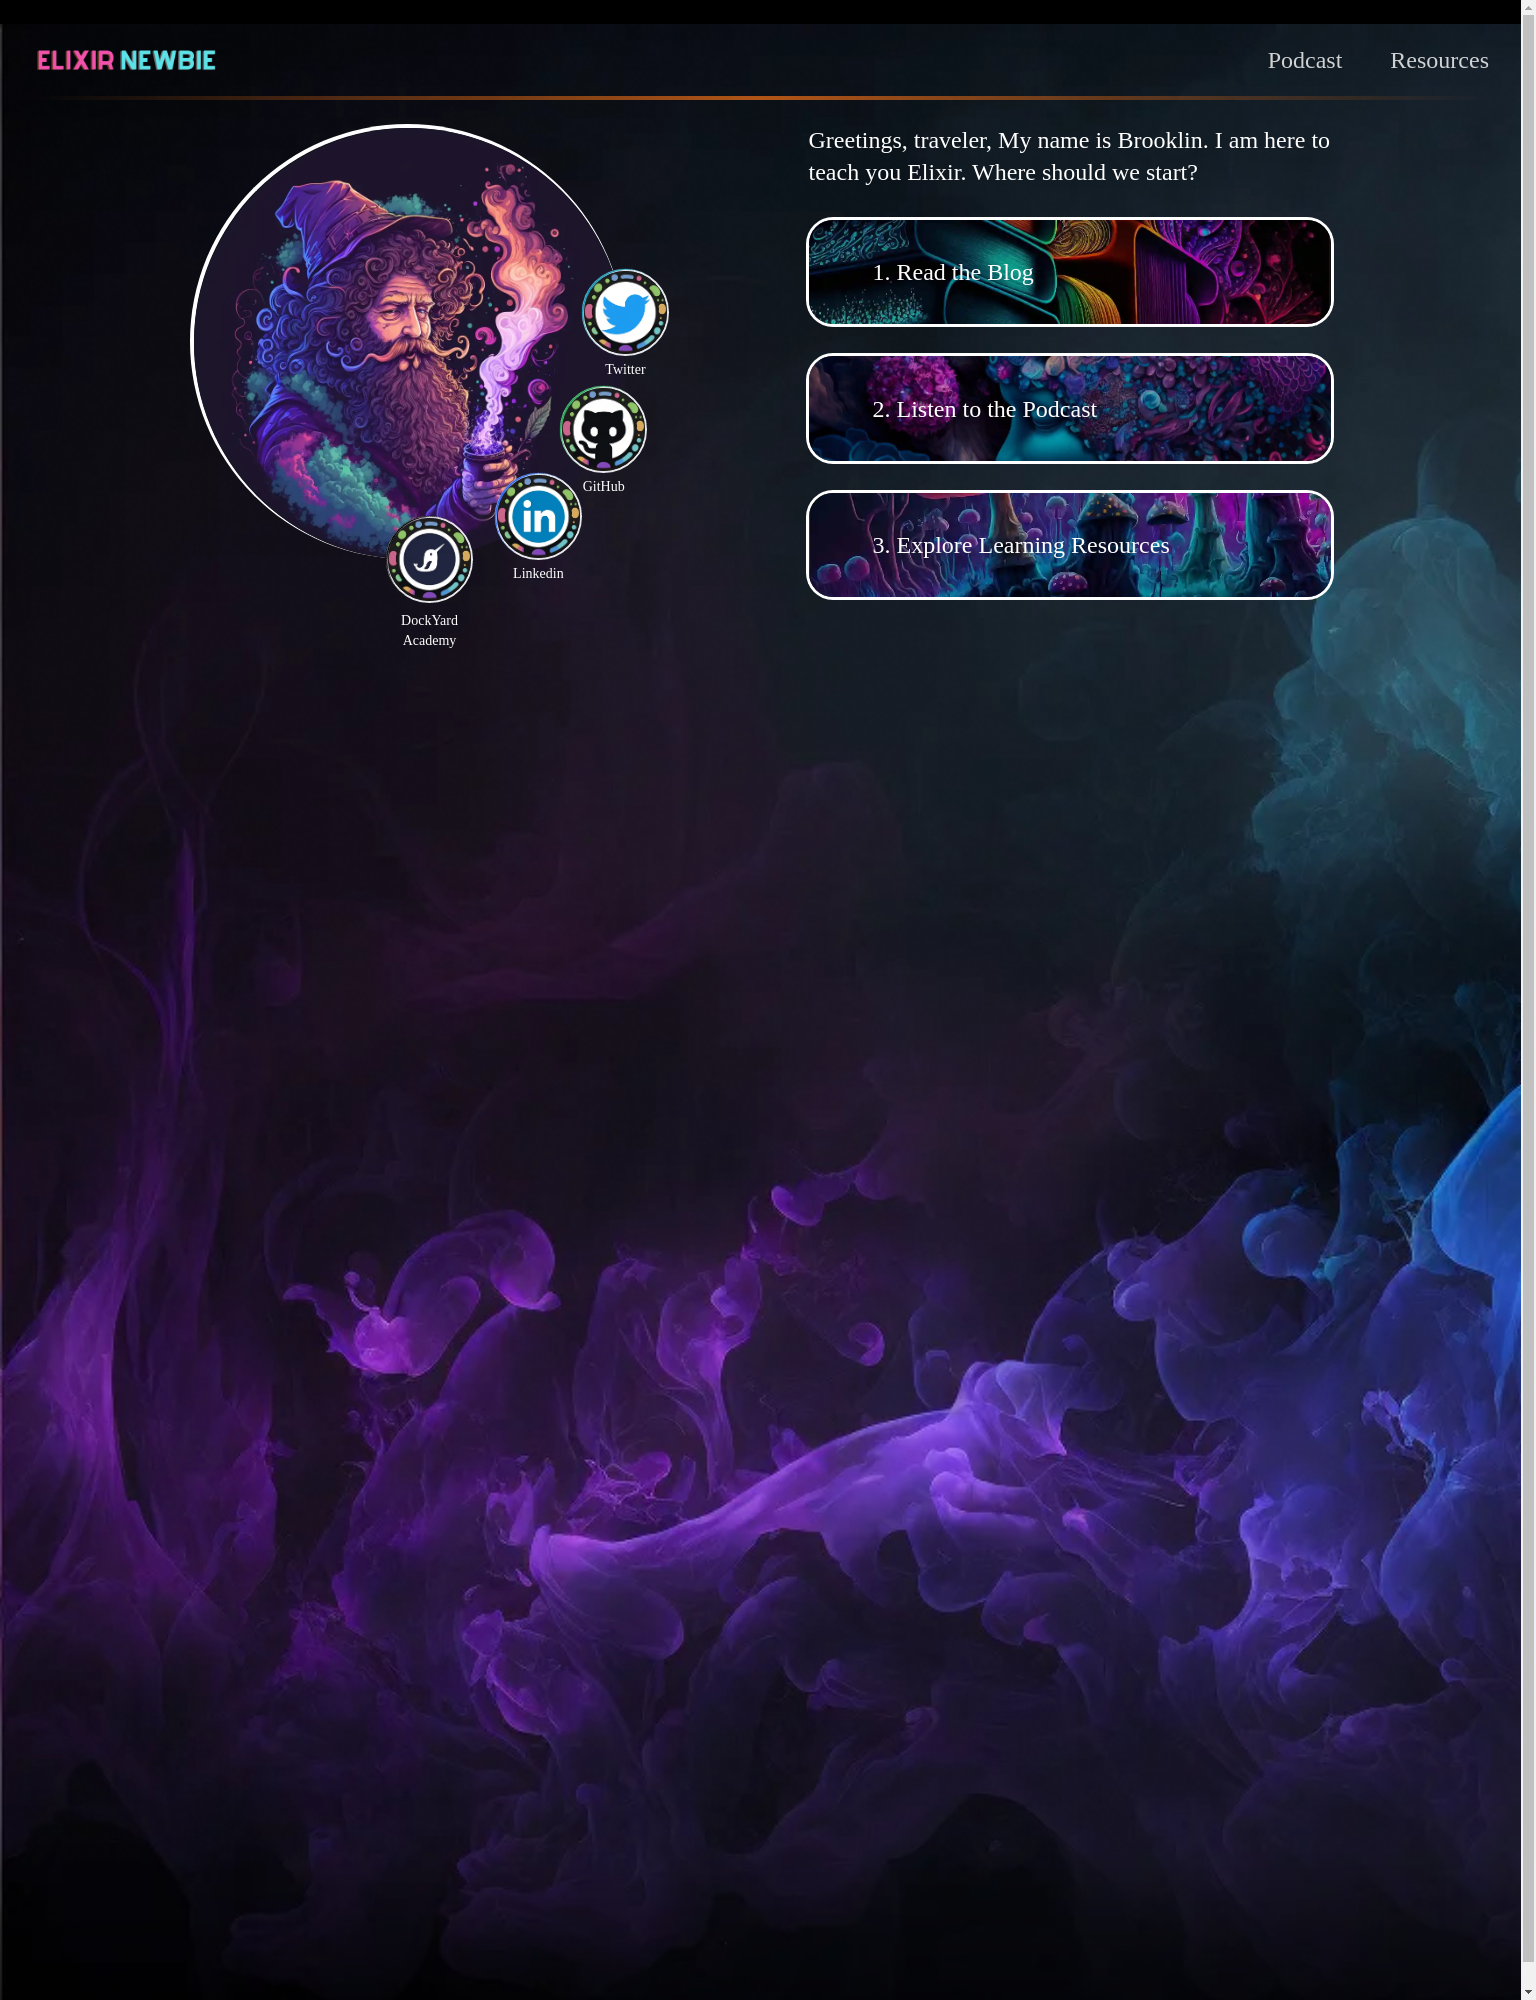 ELIXIR NEWBIE
Podcast
Resources
Greetings, traveler, My name is Brooklin. I am here to
teach you Elixir. Where should we start?
1. Read the Blog
2. Listen to the Podcast
3. Explore Learning Resources
Twitter
GitHub
in
Linkedin
DockYard
Academy